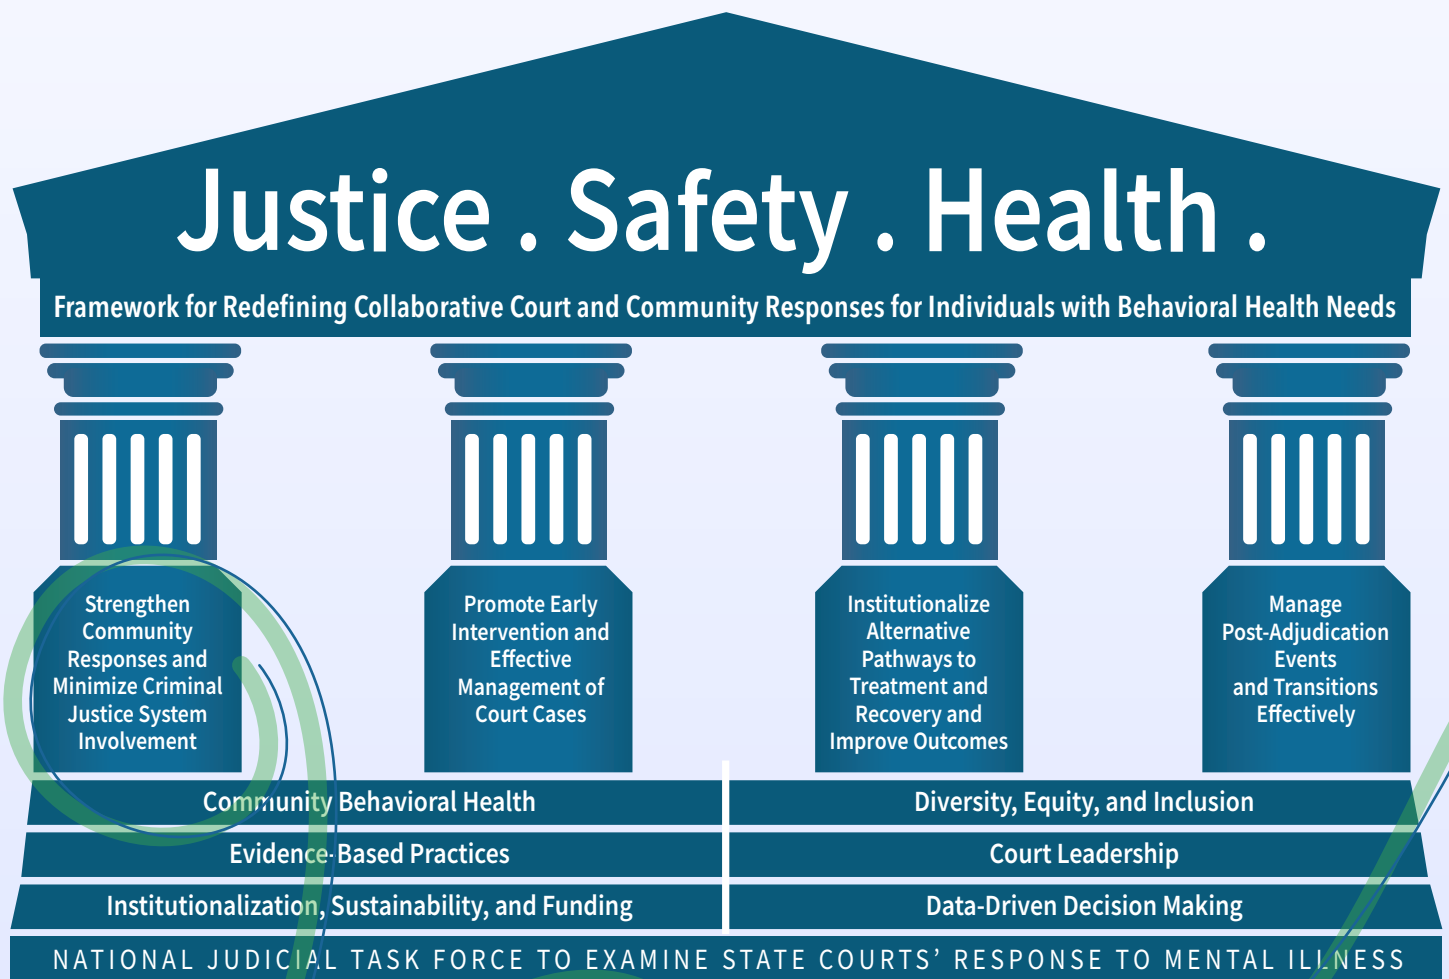 Justice . Safety . Health .
Framework for Redefining Collaborative Court and Community Responses for Individuals with Behavioral Health Needs
Strengthen
Community
Responses and
Minimize Criminal
Justice System
Involvement
Promote Early
Intervention and
Effective
Management of
Court Cases
Institutionalize
Alternative
Pathways to
Treatment and
Recovery and
Improve Outcomes
Manage
Post-Adjudication
Events
and Transitions
Effectively
Community Behavioral Health
Diversity, Equity, and Inclusion
Evidence-Based Practices
Court Leadership
Institutionalization, Sustainability, and Funding
Data-Driven Decision Making
NATIONAL JUDICIAL TASK FORCE TO EXAMINE STATE COURTS’ RESPONSE TO MENTAL ILLNESS